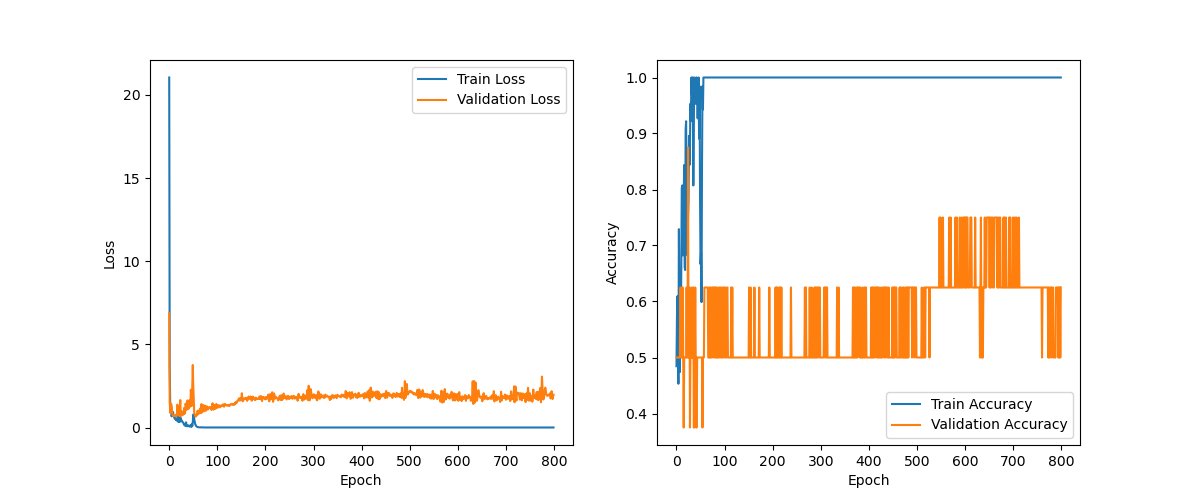 Train Loss
Validation Loss
20
15
10
5
0
Loss
0 100 200 300 400 500 600 700 800
Epoch
1.0
0.9
0.8
0.7
0.6
0.5
0.4
Accuracy
Train Accuracy
Validation Accuracy
0 100 200 300 400 500 600 700 800
Epoch